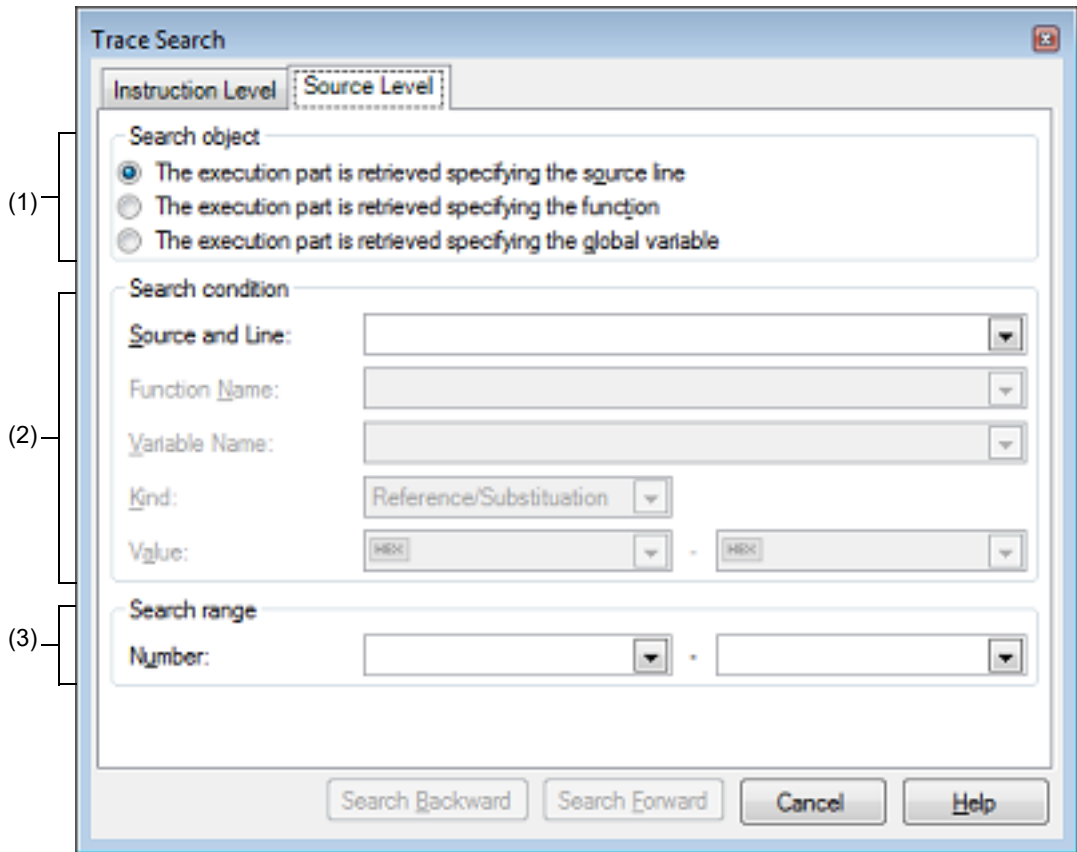 Trace Search
Instruction Level Source Level
(1)
Search object
The execution part is retrieved specifying the source line
The execution part is retrieved specifying the function
The execution part is retrieved specifying the global variable
(2)
Search condition
Source and Line:
Function Name:
Variable Name:
Kind: Reference/Substituation
Value: HEX - HEX
(3)
Search range
Number: -
Search Backward Search Forward Cancel Help